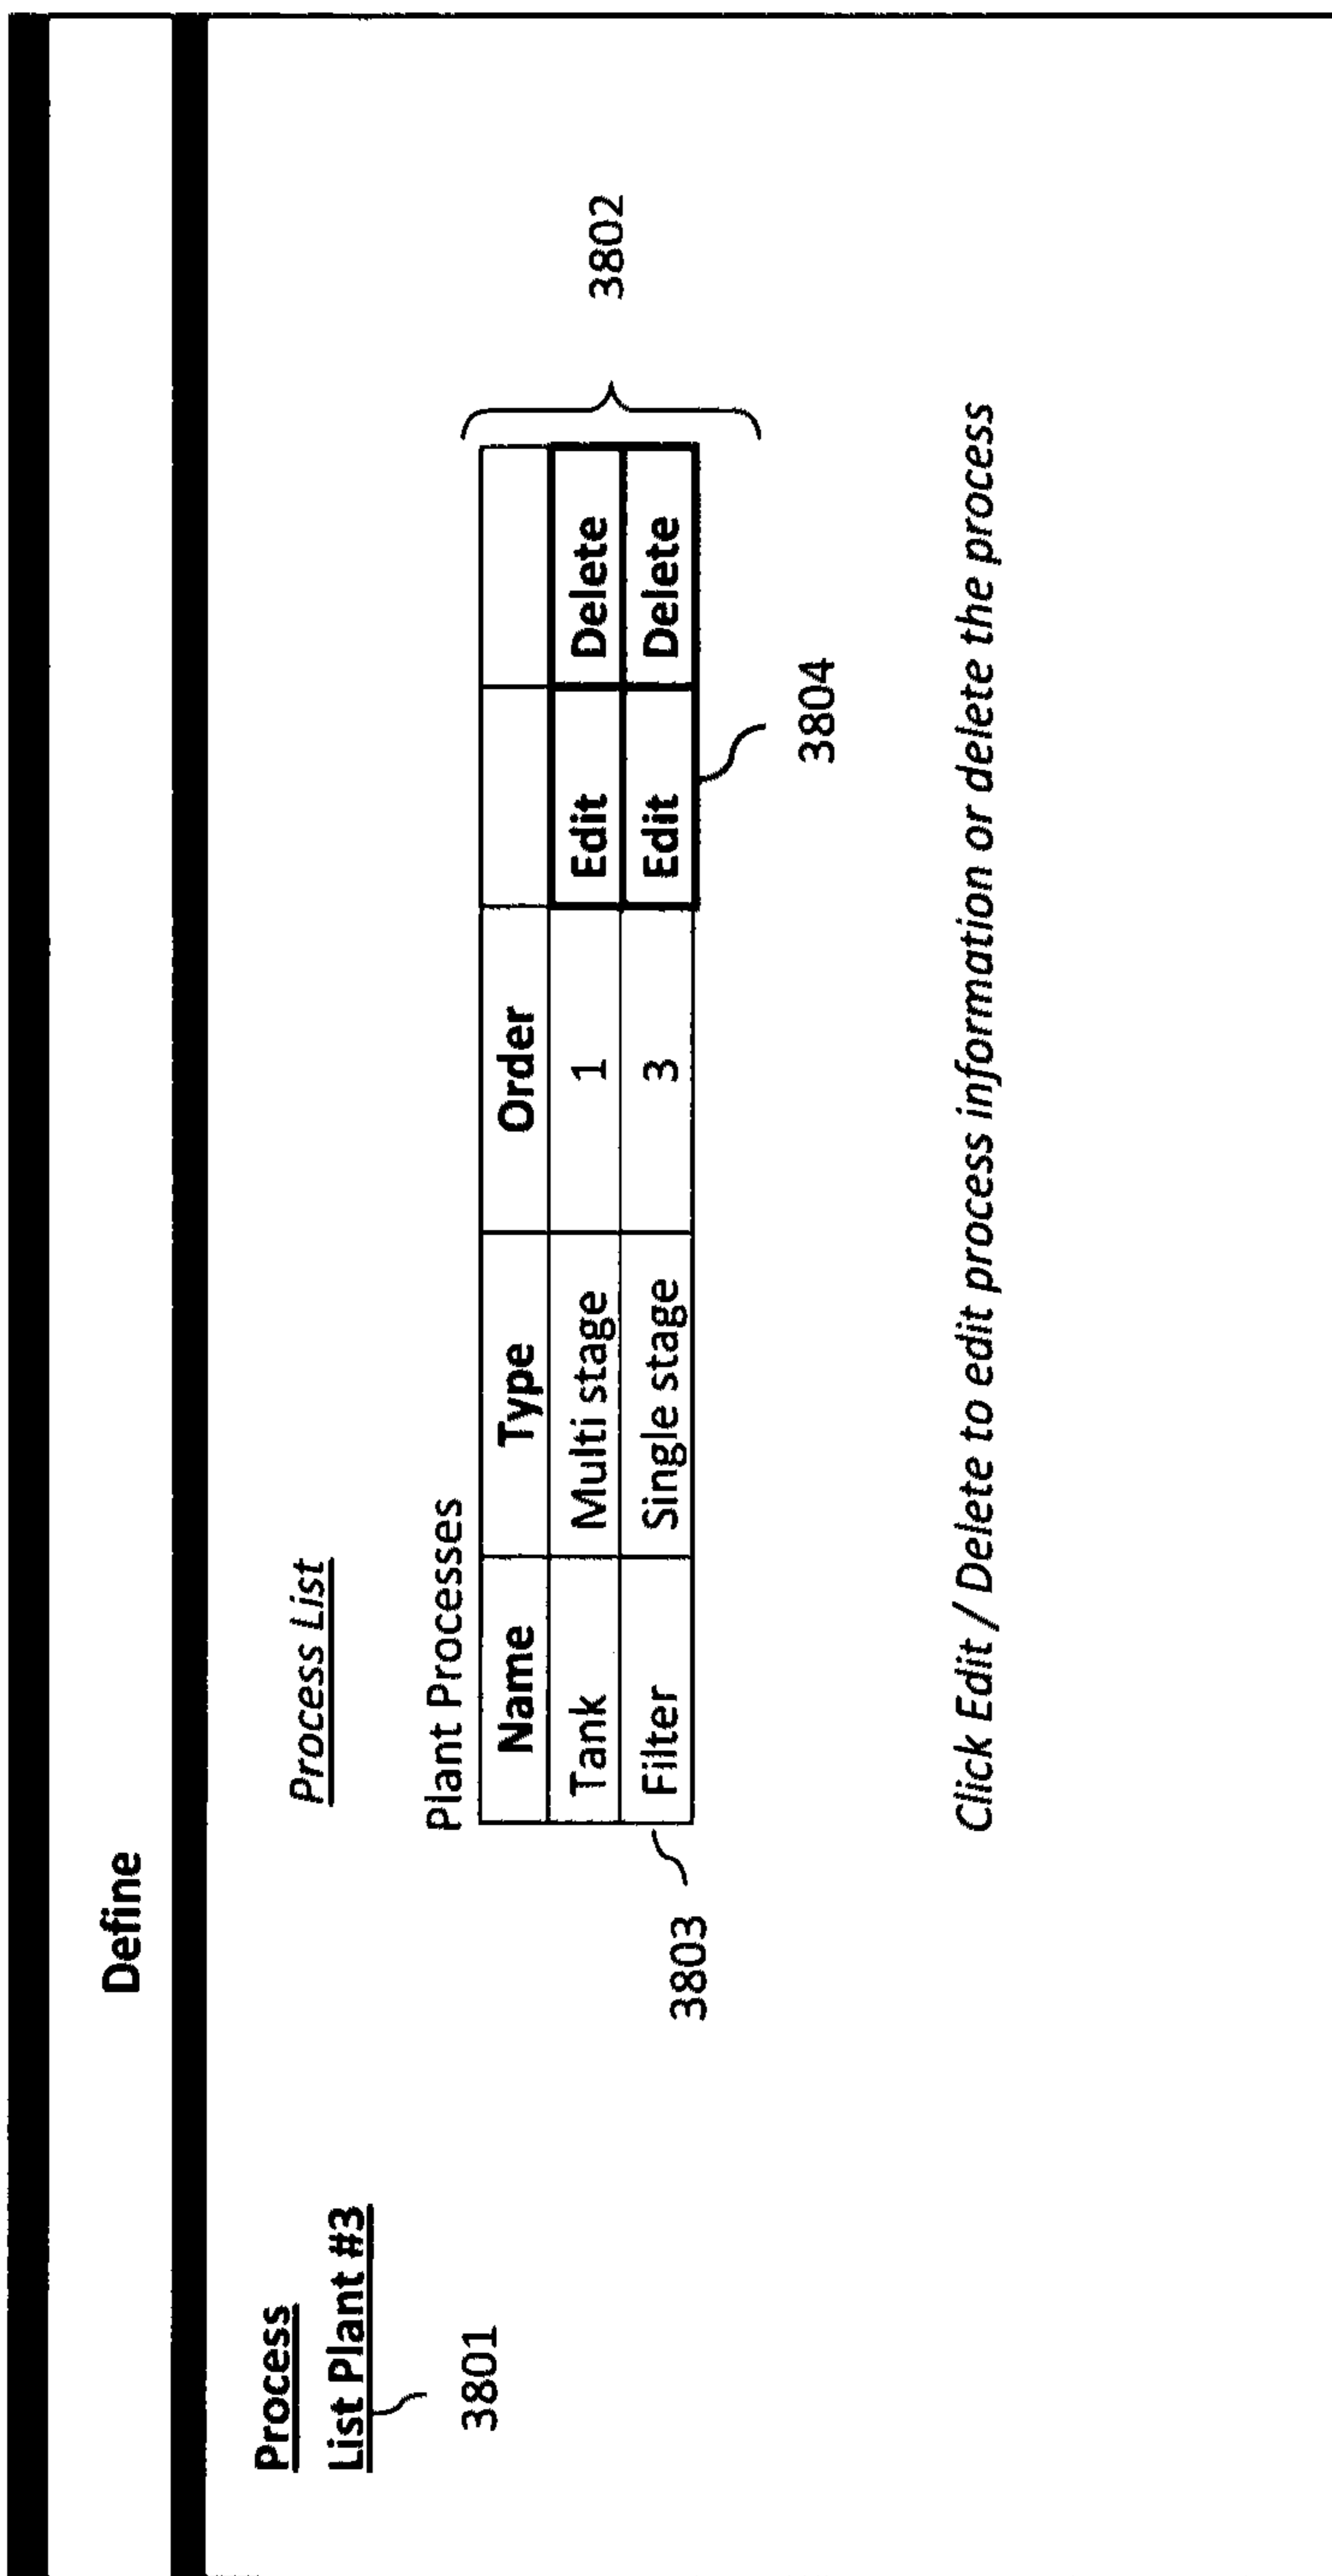 Define
Process
List Plant #3
3801
Process List
Plant Processes
Name Type Order
Tank Multi stage 1 Edit Delete
Filter Single stage 3 Edit Delete
3802
3803
3804
Click Edit / Delete to edit process information or delete the process